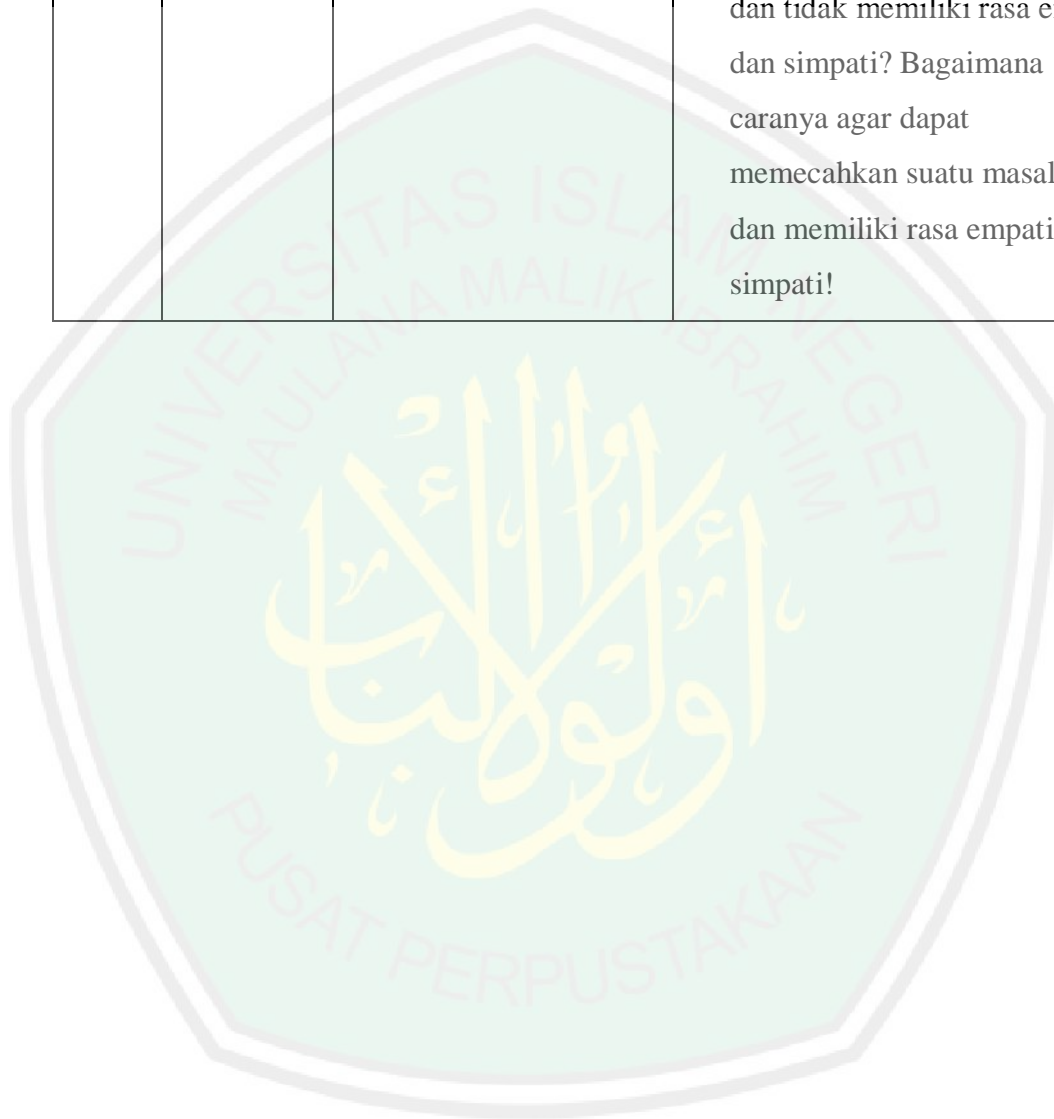 dan tidak memiliki rasa
dan simpati? Bagaimana
caranya agar dapat
memecahkan suatu
dan memiliki rasa empati
simpati!
UNIVERSITAS ISLAM NEGERI
MAULANA MALIK IBRAHIM
أولوا الألباب
PUSAT PERPUSTAKAAN